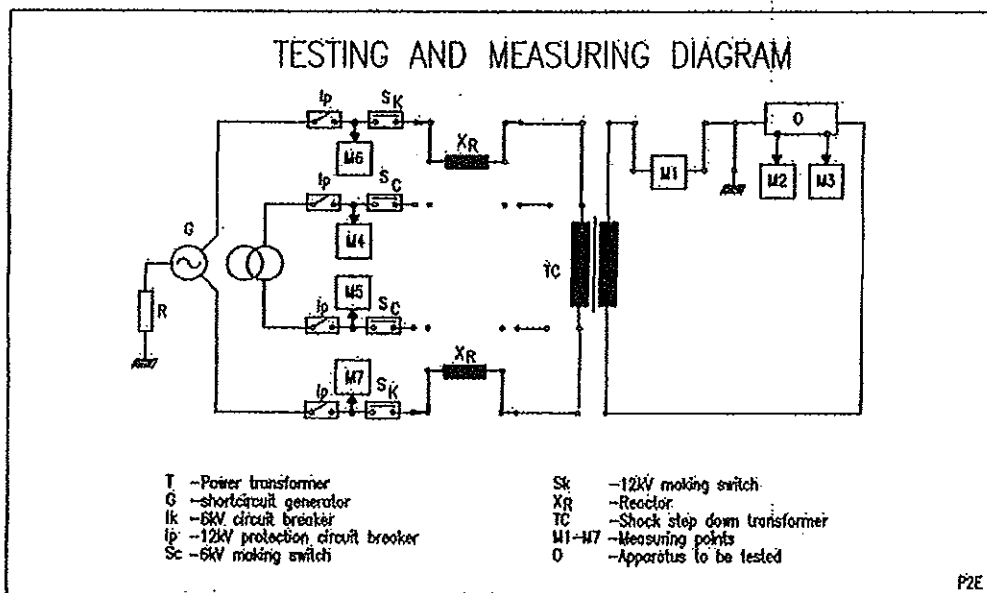 TESTING AND MEASURING DIAGRAM
Ip
SK
M6
XR
Ip
SC
M4
G
R
M5
Ip
SC
TC
M7
Ip
SK
XR
M1
O
M2
M3
T -Power transformer
G -shortcircuit generator
Ik -6kV circuit breaker
Ip -12kV protection circuit breaker
Sc -6kV making switch
Sk -12kV making switch
XR -Reactor
TC -Shock step down transformer
M1-M7 -Measuring points
O -Apparatus to be tested
P2E